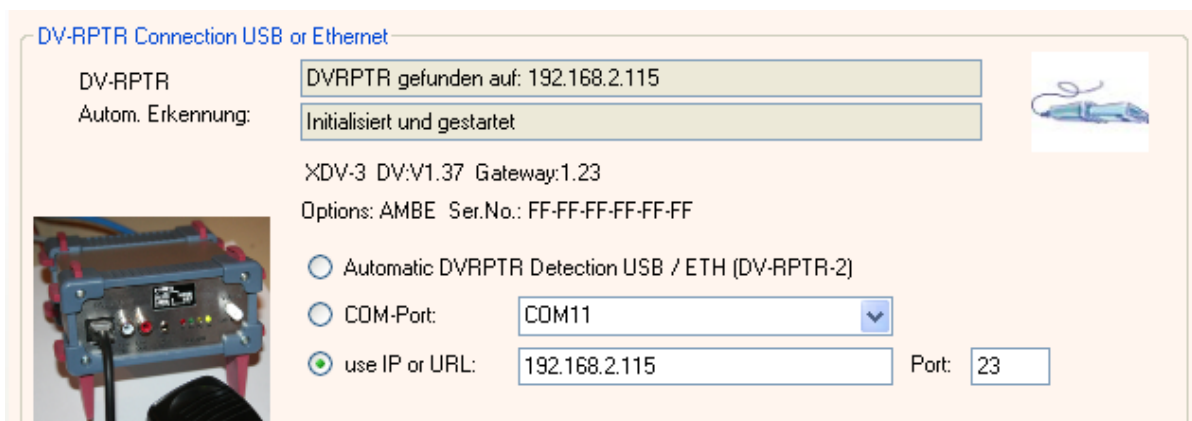 DV-RPTR Connection USB or Ethernet
DV-RPTR
Autom. Erkennung:
DVRPTR gefunden auf: 192.168.2.115
Initialisiert und gestartet
XDV-3 DV:V1.37 Gateway:1.23
Options: AMBE Ser.No.: FF-FF-FF-FF-FF-FF
Automatic DVRPTR Detection USB / ETH (DV-RPTR-2)
COM-Port: COM11
use IP or URL: 192.168.2.115 Port: 23